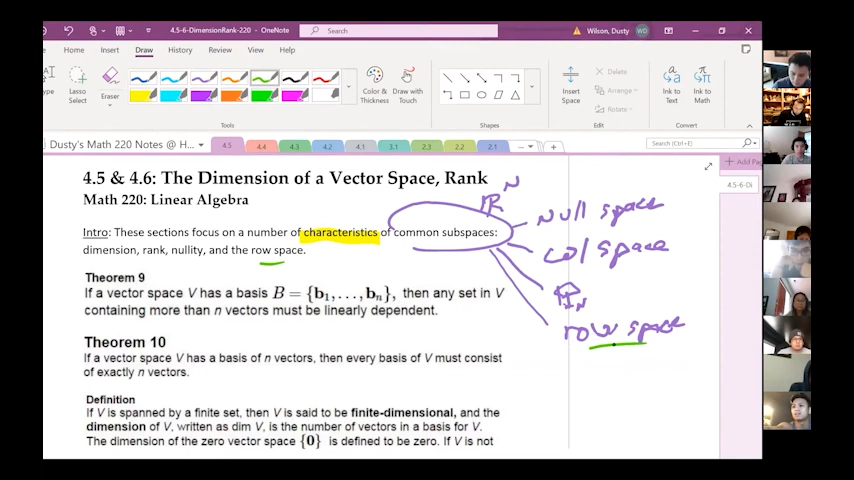 4.5-6-DimensionRank-220 - OneNote
Search
Wilson, Dusty WD
Home Insert Draw History Review View Help
Type
Lasso Select
Eraser
Color & Thickness
Draw with Touch
Insert Space
Delete
Arrange
Rotate
Ink to Text
Ink to Math
Tools
Shapes
Convert
Dusty's Math 220 Notes @ H...
4.5 4.4 4.3 4.2 4.1 3.1 2.3 2.2 2.1
Search (Ctrl+E)
Add Page
4.5-6-Di
4.5 & 4.6: The Dimension of a Vector Space, Rank
Math 220: Linear Algebra
Intro: These sections focus on a number of characteristics of common subspaces:
dimension, rank, nullity, and the row space.
ℝ^N
null space
col space
ℙ_N
row space
Theorem 9
If a vector space V has a basis B = {b₁, . . . , bₙ}, then any set in V
containing more than n vectors must be linearly dependent.
Theorem 10
If a vector space V has a basis of n vectors, then every basis of V must consist
of exactly n vectors.
Definition
If V is spanned by a finite set, then V is said to be finite-dimensional, and the
dimension of V, written as dim V, is the number of vectors in a basis for V.
The dimension of the zero vector space {0} is defined to be zero. If V is not